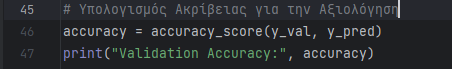 45 # Υπολογισμός Ακρίβειας για την Αξιολόγηση
46 accuracy = accuracy_score(y_val, y_pred)
47 print("Validation Accuracy:", accuracy)